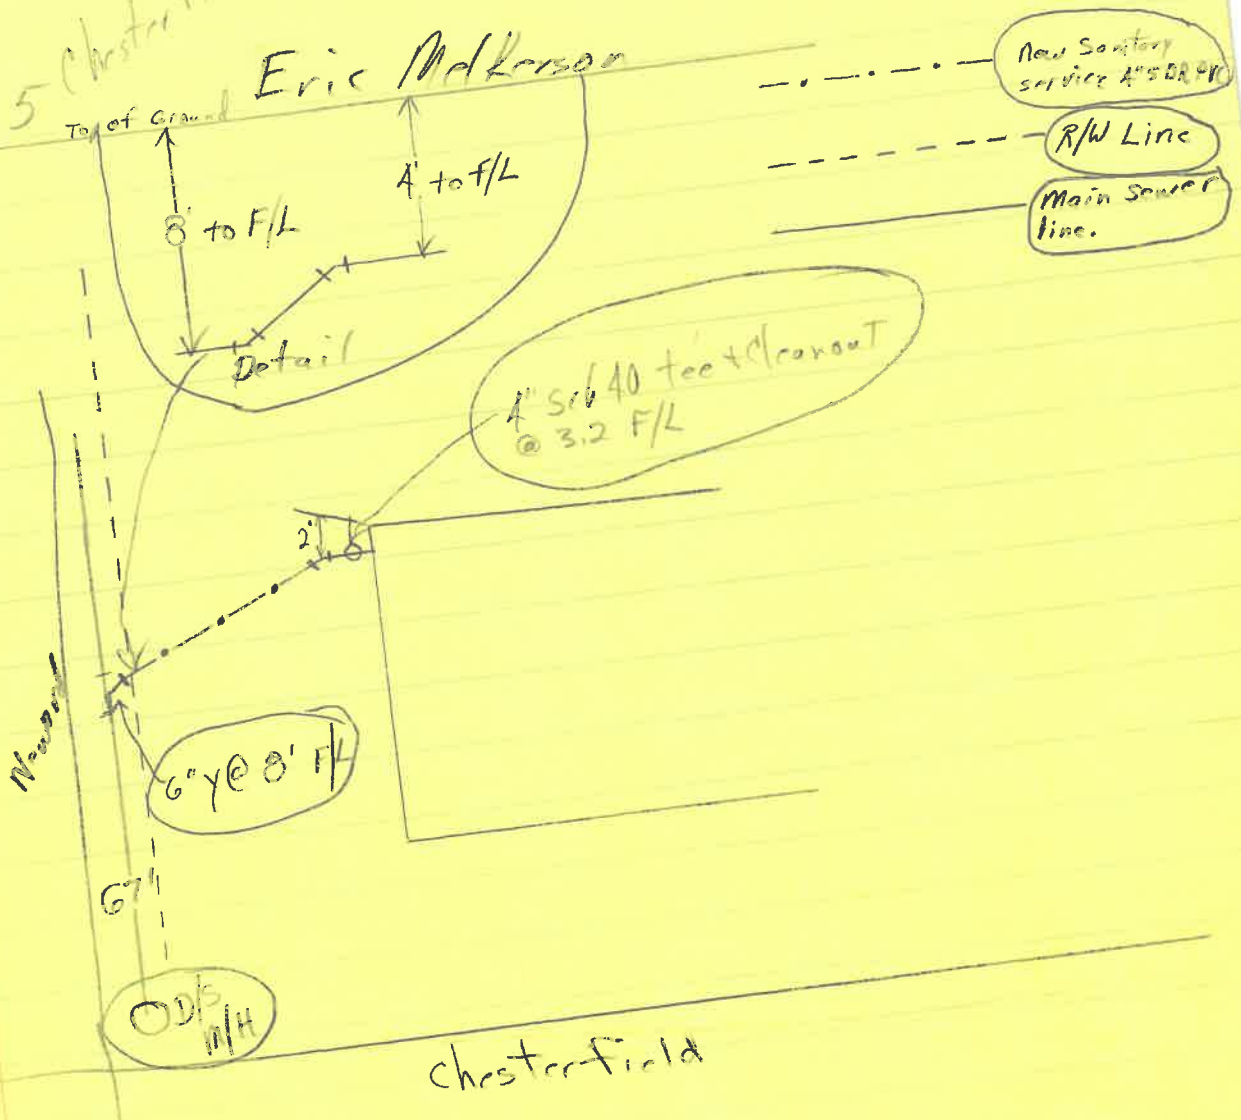 5 Chester
Eric Melkerson
Top of Ground
8' to F/L
4' to F/L
Detail
New Sanitary
service 4" SDR PVC
R/W Line
Main Sewer
line.
4" Sch 40 tee + Cleanout
@ 3.2 F/L
2'
6" Y @ 8' F/L
67'
D/S
M/H
Chesterfield